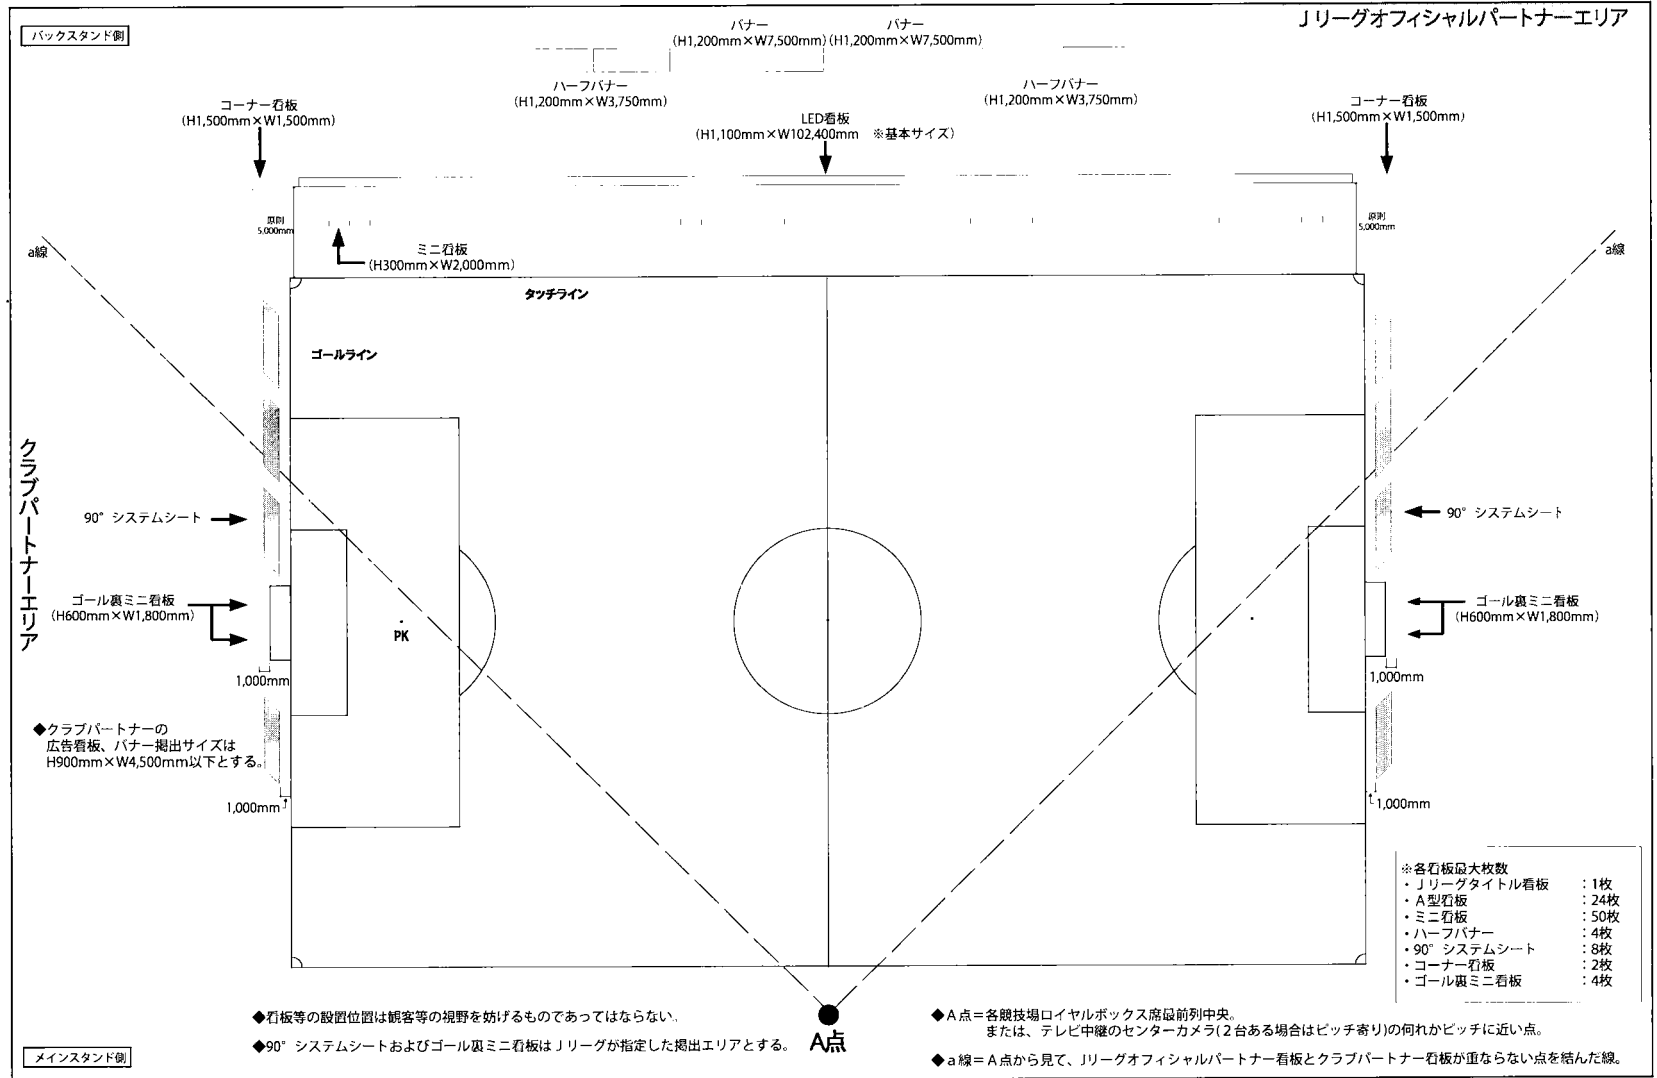 Jリーグオフィシャルパートナーエリア
バックスタンド側
バナー
(H1,200mm×W7,500mm)
バナー
(H1,200mm×W7,500mm)
ハーフバナー
(H1,200mm×W3,750mm)
ハーフバナー
(H1,200mm×W3,750mm)
コーナー看板
(H1,500mm×W1,500mm)
LED看板
(H1,100mm×W102,400mm ※基本サイズ)
コーナー看板
(H1,500mm×W1,500mm)
原則
5,000mm
原則
5,000mm
a線
a線
ミニ看板
(H300mm×W2,000mm)
タッチライン
ゴールライン
クラブパートナーエリア
90°システムシート
90°システムシート
ゴール裏ミニ看板
(H600mm×W1,800mm)
ゴール裏ミニ看板
(H600mm×W1,800mm)
PK
1,000mm
1,000mm
◆クラブパートナーの
広告看板、バナー掲出サイズは
H900mm×W4,500mm以下とする。
1,000mm
1,000mm
※各看板最大枚数
・Jリーグタイトル看板 :1枚
・A型看板 :24枚
・ミニ看板 :50枚
・ハーフバナー :4枚
・90°システムシート :8枚
・コーナー看板 :2枚
・ゴール裏ミニ看板 :4枚
◆看板等の設置位置は観客等の視野を妨げるものであってはならない。
◆90°システムシートおよびゴール裏ミニ看板はJリーグが指定した掲出エリアとする。
A点
◆A点=各競技場ロイヤルボックス席最前列中央。
または、テレビ中継のセンターカメラ(2台ある場合はピッチ寄り)の何れかピッチに近い点。
◆a線=A点から見て、Jリーグオフィシャルパートナー看板とクラブパートナー看板が重ならない点を結んだ線。
メインスタンド側